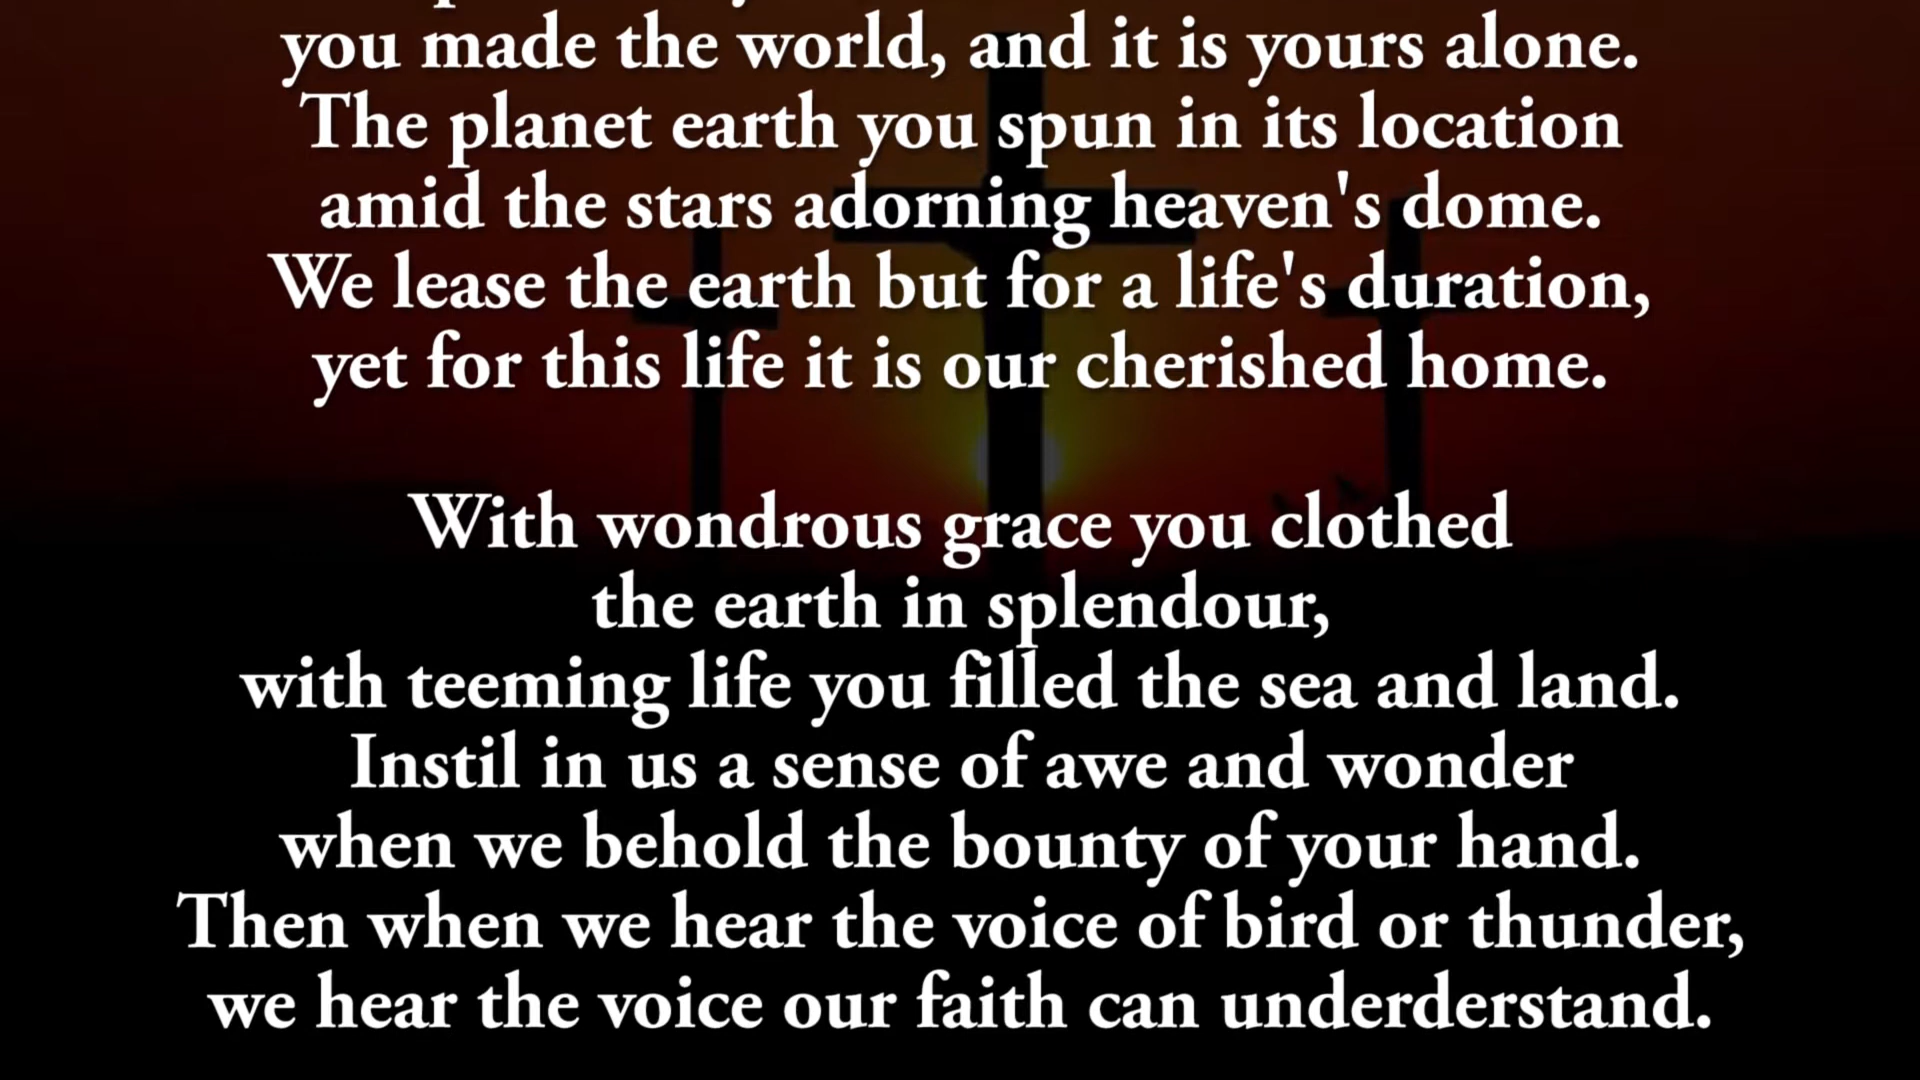 you made the world, and it is yours alone.
The planet earth you spun in its location
amid the stars adorning heaven's dome.
We lease the earth but for a life's duration,
yet for this life it is our cherished home.
With wondrous grace you clothed
the earth in splendour,
with teeming life you filled the sea and land.
Instil in us a sense of awe and wonder
when we behold the bounty of your hand.
Then when we hear the voice of bird or thunder,
we hear the voice our faith can underderstand.